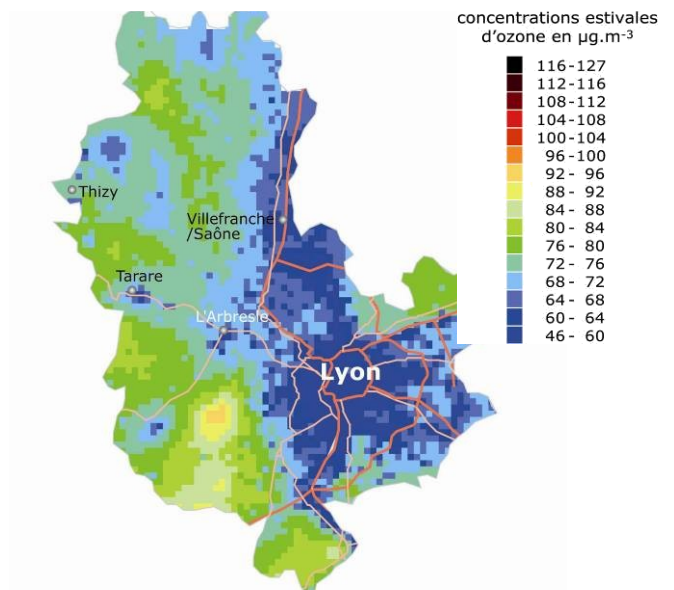 concentrations estivales
d'ozone en µg.m-³
116-127
112-116
108-112
104-108
100-104
96-100
92 - 96
88 - 92
84 - 88
80 - 84
76 - 80
72 - 76
68 - 72
64 - 68
60 - 64
46 - 60
Thizy
Villefranche
/Saône
Tarare
L'Arbresle
Lyon